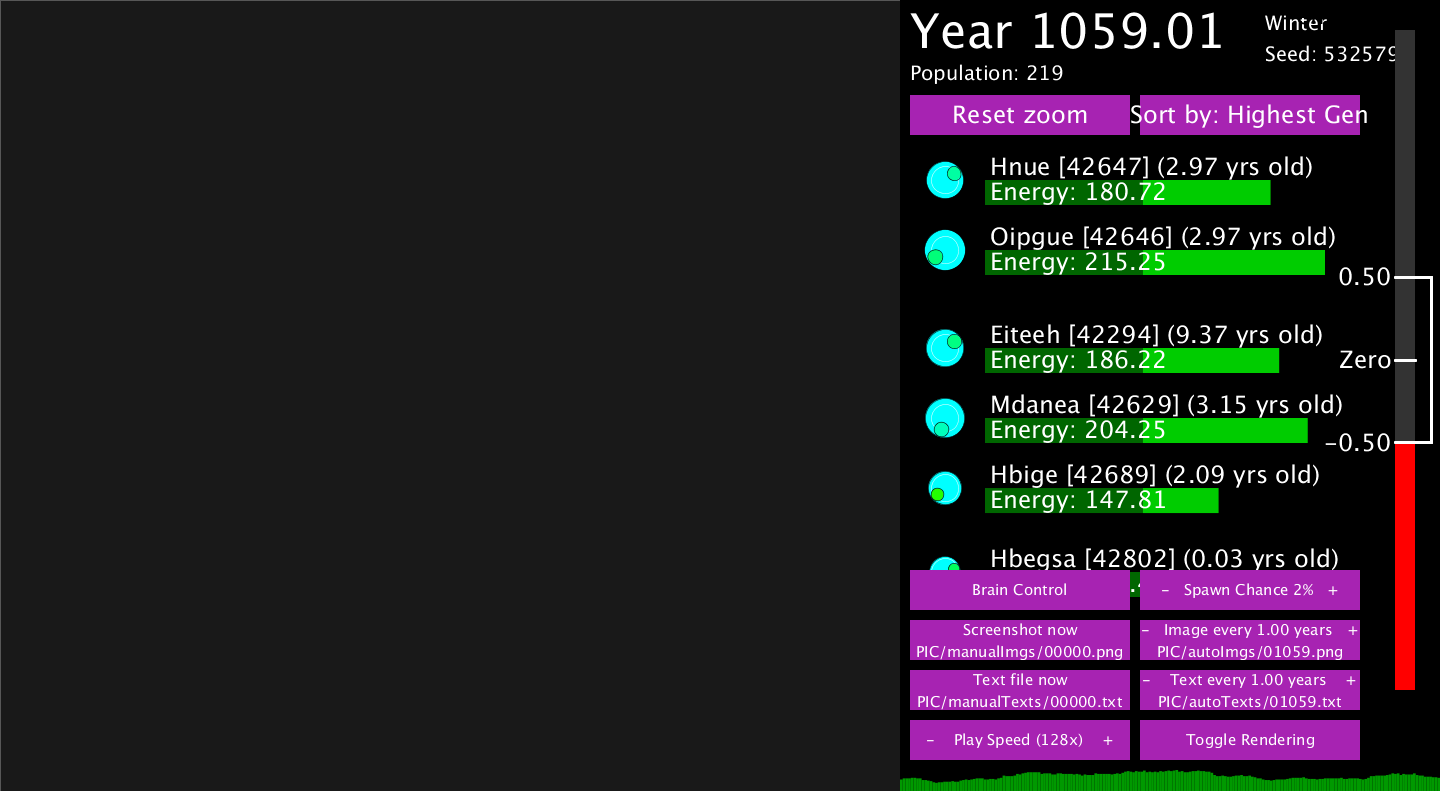 Year 1059.01
Winter
Seed: 532579
Population: 219
Reset zoom
Sort by: Highest Gen
Hnue [42647] (2.97 yrs old)
Energy: 180.72
Oipgue [42646] (2.97 yrs old)
Energy: 215.25
0.50
Eiteeh [42294] (9.37 yrs old)
Energy: 186.22
Zero
Mdanea [42629] (3.15 yrs old)
Energy: 204.25
-0.50
Hbige [42689] (2.09 yrs old)
Energy: 147.81
Hbegsa [42802] (0.03 yrs old)
Brain Control
- Spawn Chance 2% +
Screenshot now
PIC/manualImgs/00000.png
- Image every 1.00 years +
PIC/autoImgs/01059.png
Text file now
PIC/manualTexts/00000.txt
- Text every 1.00 years +
PIC/autoTexts/01059.txt
- Play Speed (128x) +
Toggle Rendering